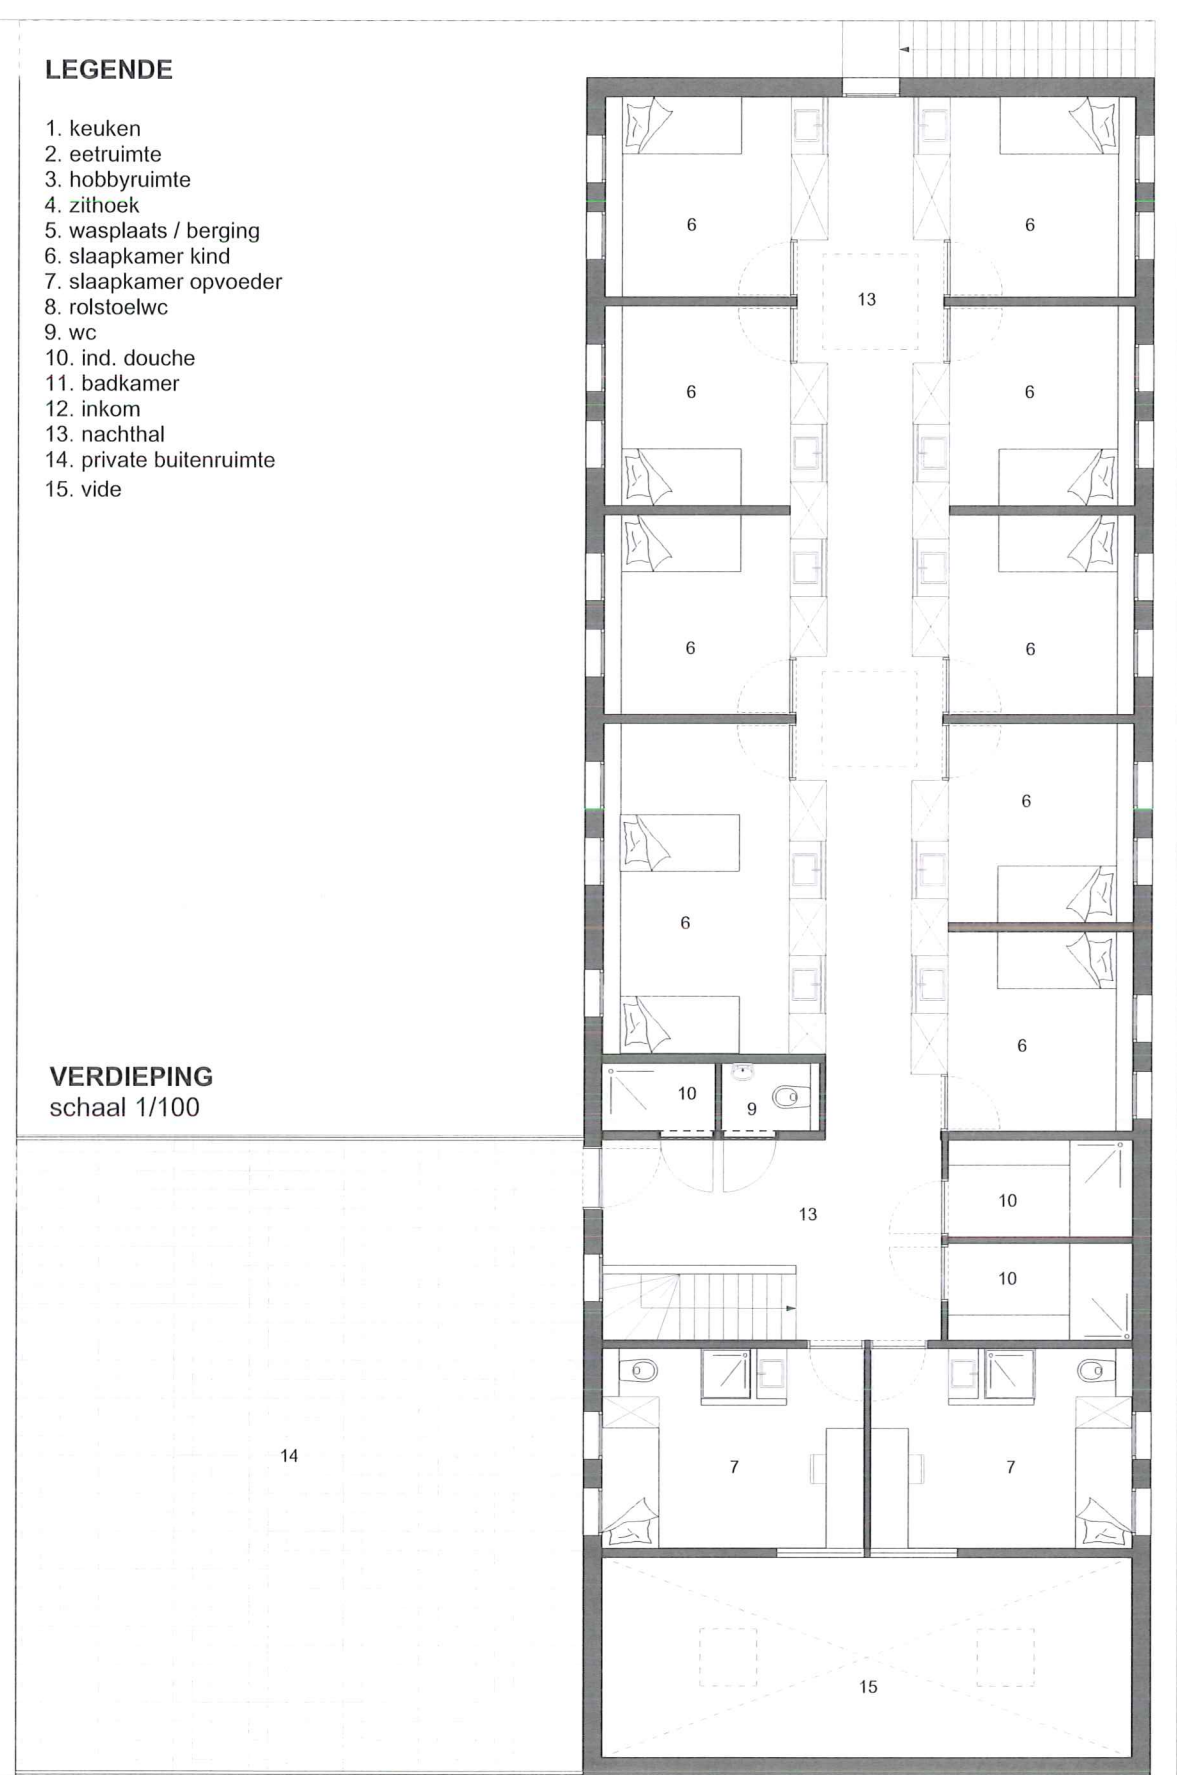 LEGENDE
1. keuken
2. eetruimte
3. hobbyruimte
4. zithoek
5. wasplaats / berging
6. slaapkamer kind
7. slaapkamer opvoeder
8. rolstoelwc
9. wc
10. ind. douche
11. badkamer
12. inkom
13. nachthal
14. private buitenruimte
15. vide
6
6
13
6
6
6
6
6
6
6
VERDIEPING
schaal 1/100
10
9
10
13
10
14
7
7
15